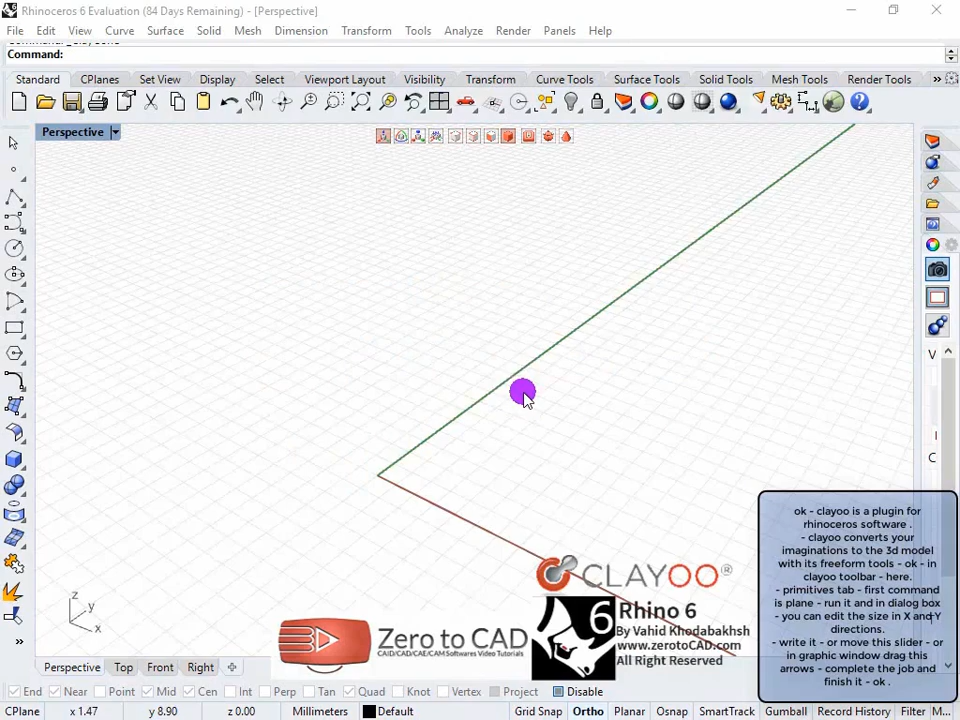 Rhinoceros 6 Evaluation (84 Days Remaining) - [Perspective]
File Edit View Curve Surface Solid Mesh Dimension Transform Tools Analyze Render Panels Help
Command:
Standard CPlanes Set View Display Select Viewport Layout Visibility Transform Curve Tools Surface Tools Solid Tools Mesh Tools Render Tools »
Perspective
V
I
C
ok - clayoo is a plugin for
rhinoceros software .
- clayoo converts your
imaginations to the 3d model
with its freeform tools - ok - in
clayoo toolbar - here.
- primitives tab - first command
is plane - run it and in dialog box
- you can edit the size in X and Y
directions.
- write it - or move this slider - or
in graphic window drag this
arrows - complete the job and
finish it - ok .
CLAYOO®
6
Rhino 6
By Vahid Khodabakhsh
www.zerotoCAD.com
All Right Reserved
Zero to CAD
CAD/CAD/CAE/CAM Softwares Video Tutorials
z
y
x
»
Perspective Top Front Right
End Near Point Mid Cen Int Perp Tan Quad Knot Vertex Project Disable
CPlane x 1.47 y 8.90 z 0.00 Millimeters Default Grid Snap Ortho Planar Osnap SmartTrack Gumball Record History Filter M...